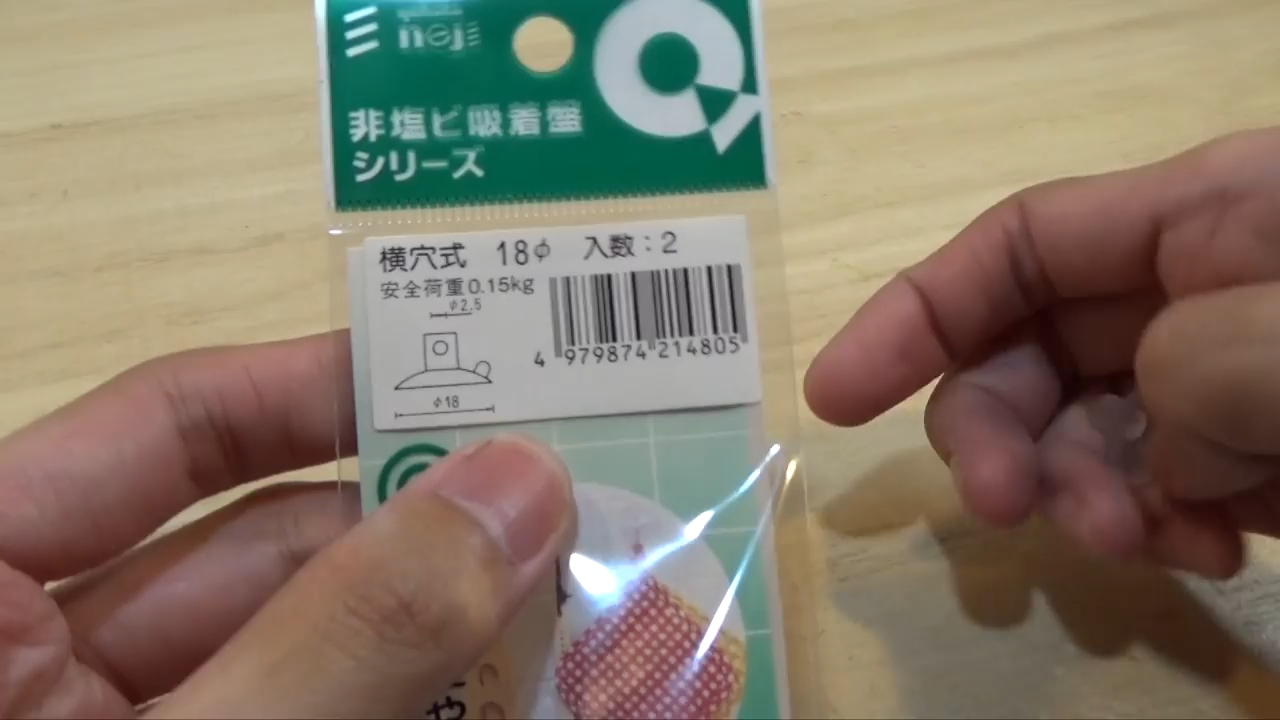 nej
非塩ビ吸着盤
シリーズ
横穴式 18φ 入数：2
安全荷重0.15kg
φ2.5
φ18
4 979874 214805
や